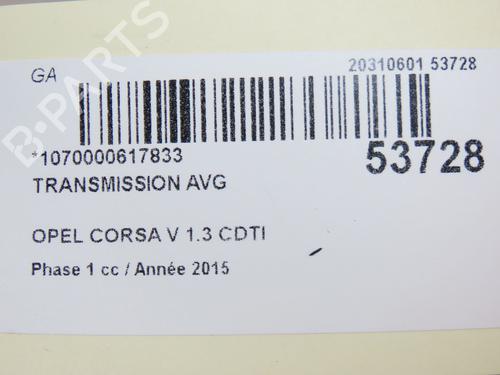 GA
20310601 53728
*1070000617833
53728
TRANSMISSION AVG
OPEL CORSA V 1.3 CDTI
Phase 1 cc / Année 2015
B-PARTS